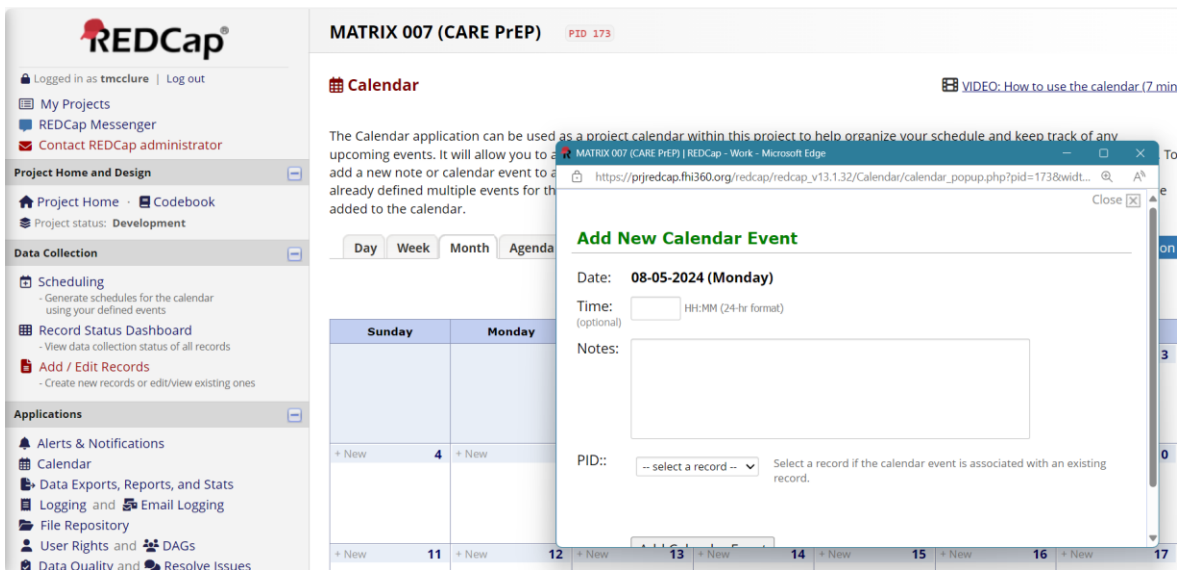 REDCap®
Logged in as tmcclure | Log out
My Projects
REDCap Messenger
Contact REDCap administrator
Project Home and Design
Project Home · Codebook
Project status: Development
Data Collection
Scheduling
- Generate schedules for the calendar
using your defined events
Record Status Dashboard
- View data collection status of all records
Add / Edit Records
- Create new records or edit/view existing ones
Applications
Alerts & Notifications
Calendar
Data Exports, Reports, and Stats
Logging and Email Logging
File Repository
User Rights and DAGs
Data Quality and Resolve Issues
MATRIX 007 (CARE PrEP) PID 173
Calendar
VIDEO: How to use the calendar (7 min
The Calendar application can be used as a project calendar within this project to help organize your schedule and keep track of any
upcoming events. It will allow you to a
To
add a new note or calendar event to a
already defined multiple events for th
e
added to the calendar.
Day Week Month Agenda
on
Sunday Monday
3
+ New 4 + New
0
+ New 11 + New 12 + New 13 + New 14 + New 15 + New 16 + New 17
MATRIX 007 (CARE PrEP) | REDCap - Work - Microsoft Edge
https://prjredcap.fhi360.org/redcap/redcap_v13.1.32/Calendar/calendar_popup.php?pid=173&widt...
Close
Add New Calendar Event
Date: 08-05-2024 (Monday)
Time: HH:MM (24-hr format)
(optional)
Notes:
PID:: -- select a record -- Select a record if the calendar event is associated with an existing
record.
Add Calendar Event